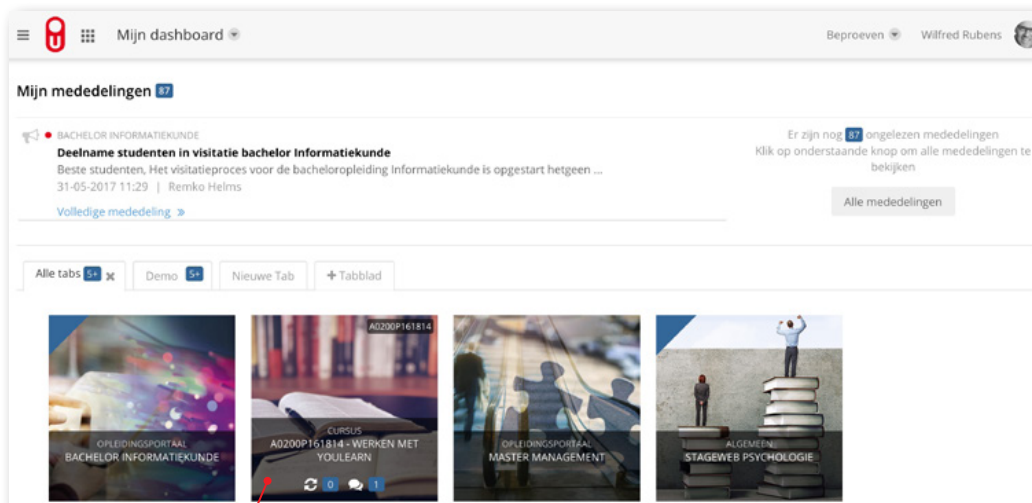 Mijn dashboard
Beproeven
Wilfred Rubens
Mijn mededelingen 87
BACHELOR INFORMATIEKUNDE
Deelname studenten in visitatie bachelor Informatiekunde
Beste studenten, Het visitatieproces voor de bacheloropleiding Informatiekunde is opgestart hetgeen ...
31-05-2017 11:29 | Remko Helms
Volledige mededeling »
Er zijn nog 87 ongelezen mededelingen
Klik op onderstaande knop om alle mededelingen te
bekijken
Alle mededelingen
Alle tabs 5+ x
Demo 5+
Nieuwe Tab
+ Tabblad
OPLEIDINGSPORTAAL
BACHELOR INFORMATIEKUNDE
A0200P161814
CURSUS
A0200P161814 - WERKEN MET
YOULEARN
0 1
OPLEIDINGSPORTAAL
MASTER MANAGEMENT
ALGEMEEN
STAGEWEB PSYCHOLOGIE